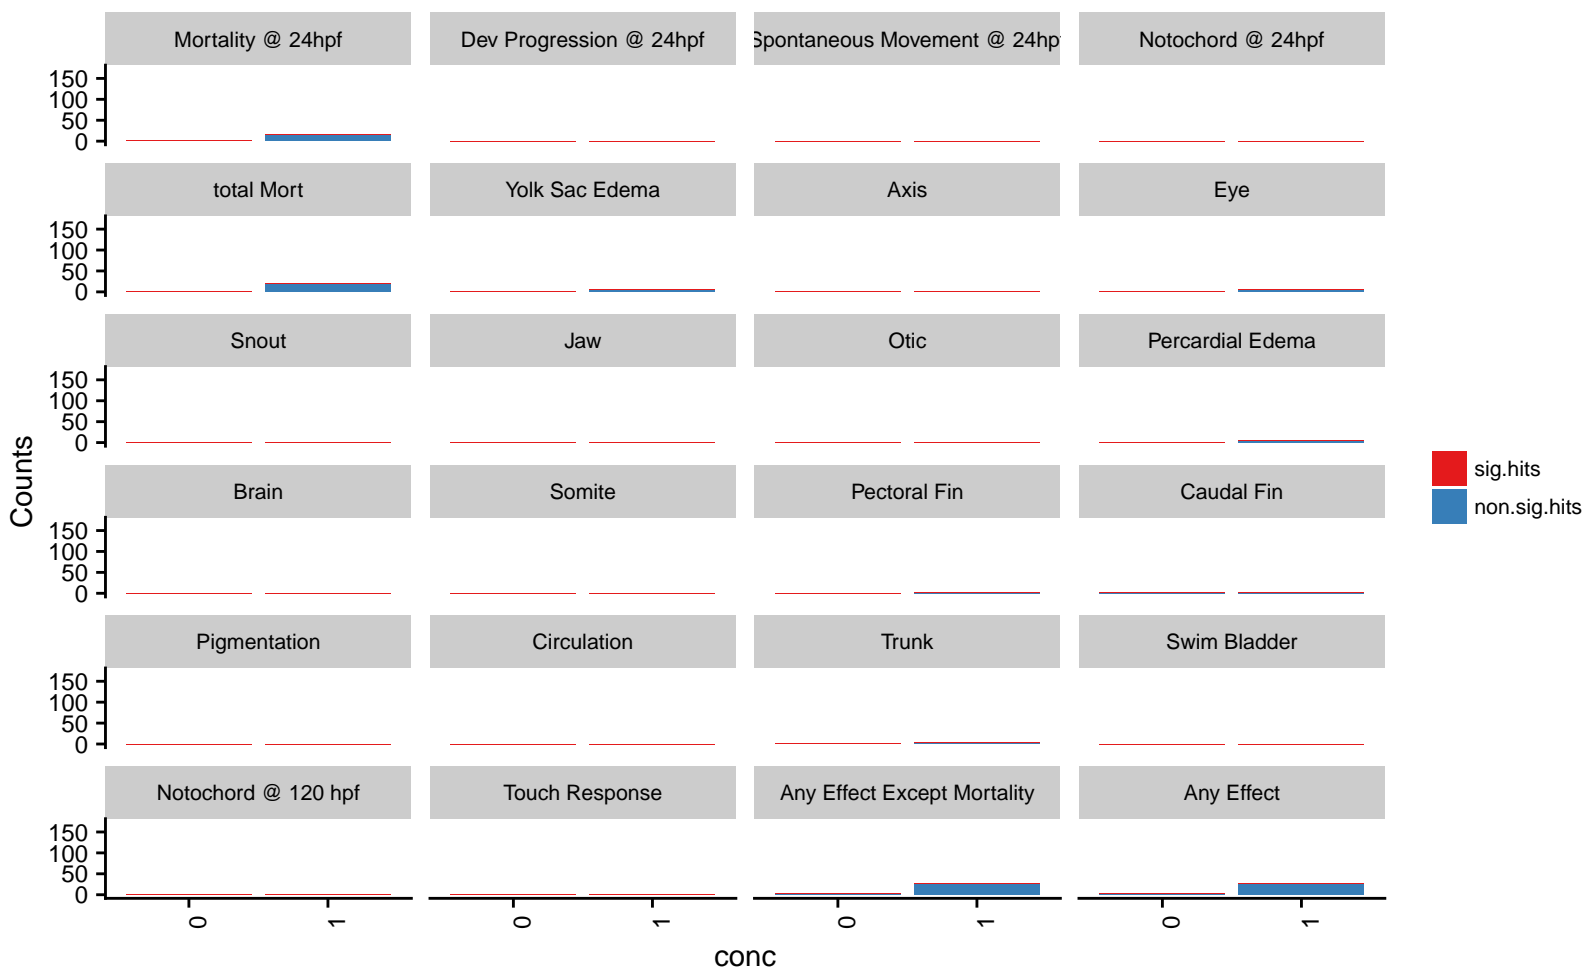 Mortality @ 24hpf
Dev Progression @ 24hpf
Spontaneous Movement @ 24hp
Notochord @ 24hpf
150
100
50
0
total Mort
Yolk Sac Edema
Axis
Eye
150
100
50
0
Snout
Jaw
Otic
Percardial Edema
150
100
50
0
Counts
sig.hits
non.sig.hits
Brain
Somite
Pectoral Fin
Caudal Fin
150
100
50
0
Pigmentation
Circulation
Trunk
Swim Bladder
150
100
50
0
Notochord @ 120 hpf
Touch Response
Any Effect Except Mortality
Any Effect
150
100
50
0
0
1
0
1
0
1
0
1
conc